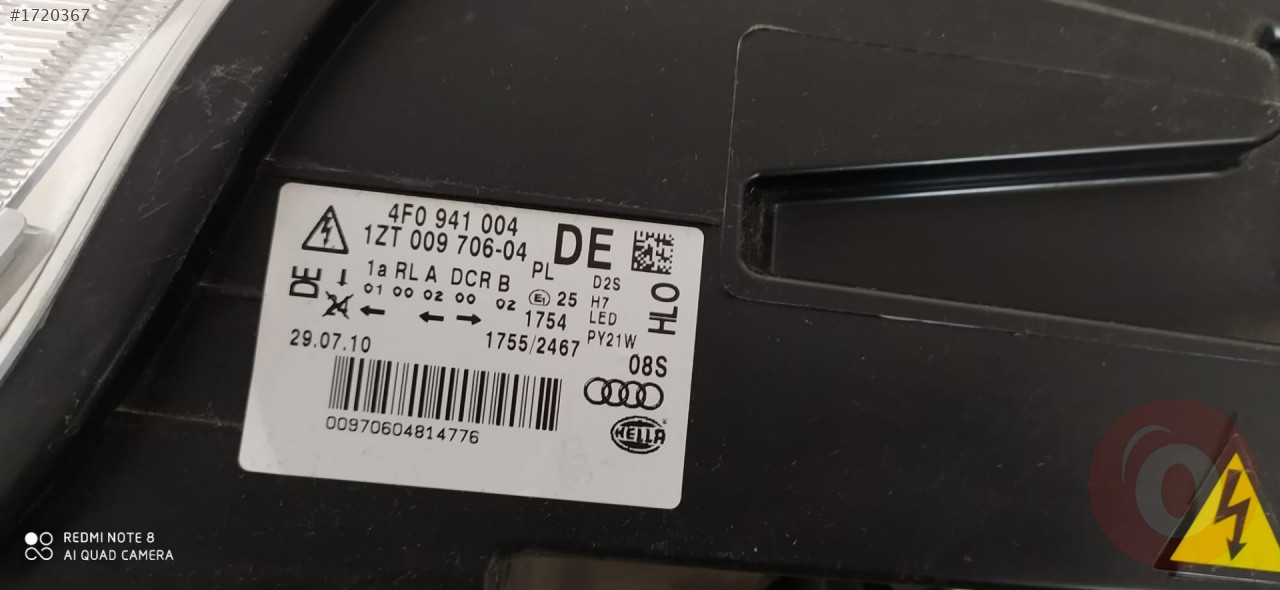 #1720367
4F0 941 004
1ZT 009 706-04
DE
PL
1a RL A DCR B
01 00 02 00 02
E1 25
1754
1755/2467
D2S
H7
LED
PY21W
HLO
DE
24
29.07.10
08S
00970604814776
HELLA
REDMI NOTE 8
AI QUAD CAMERA